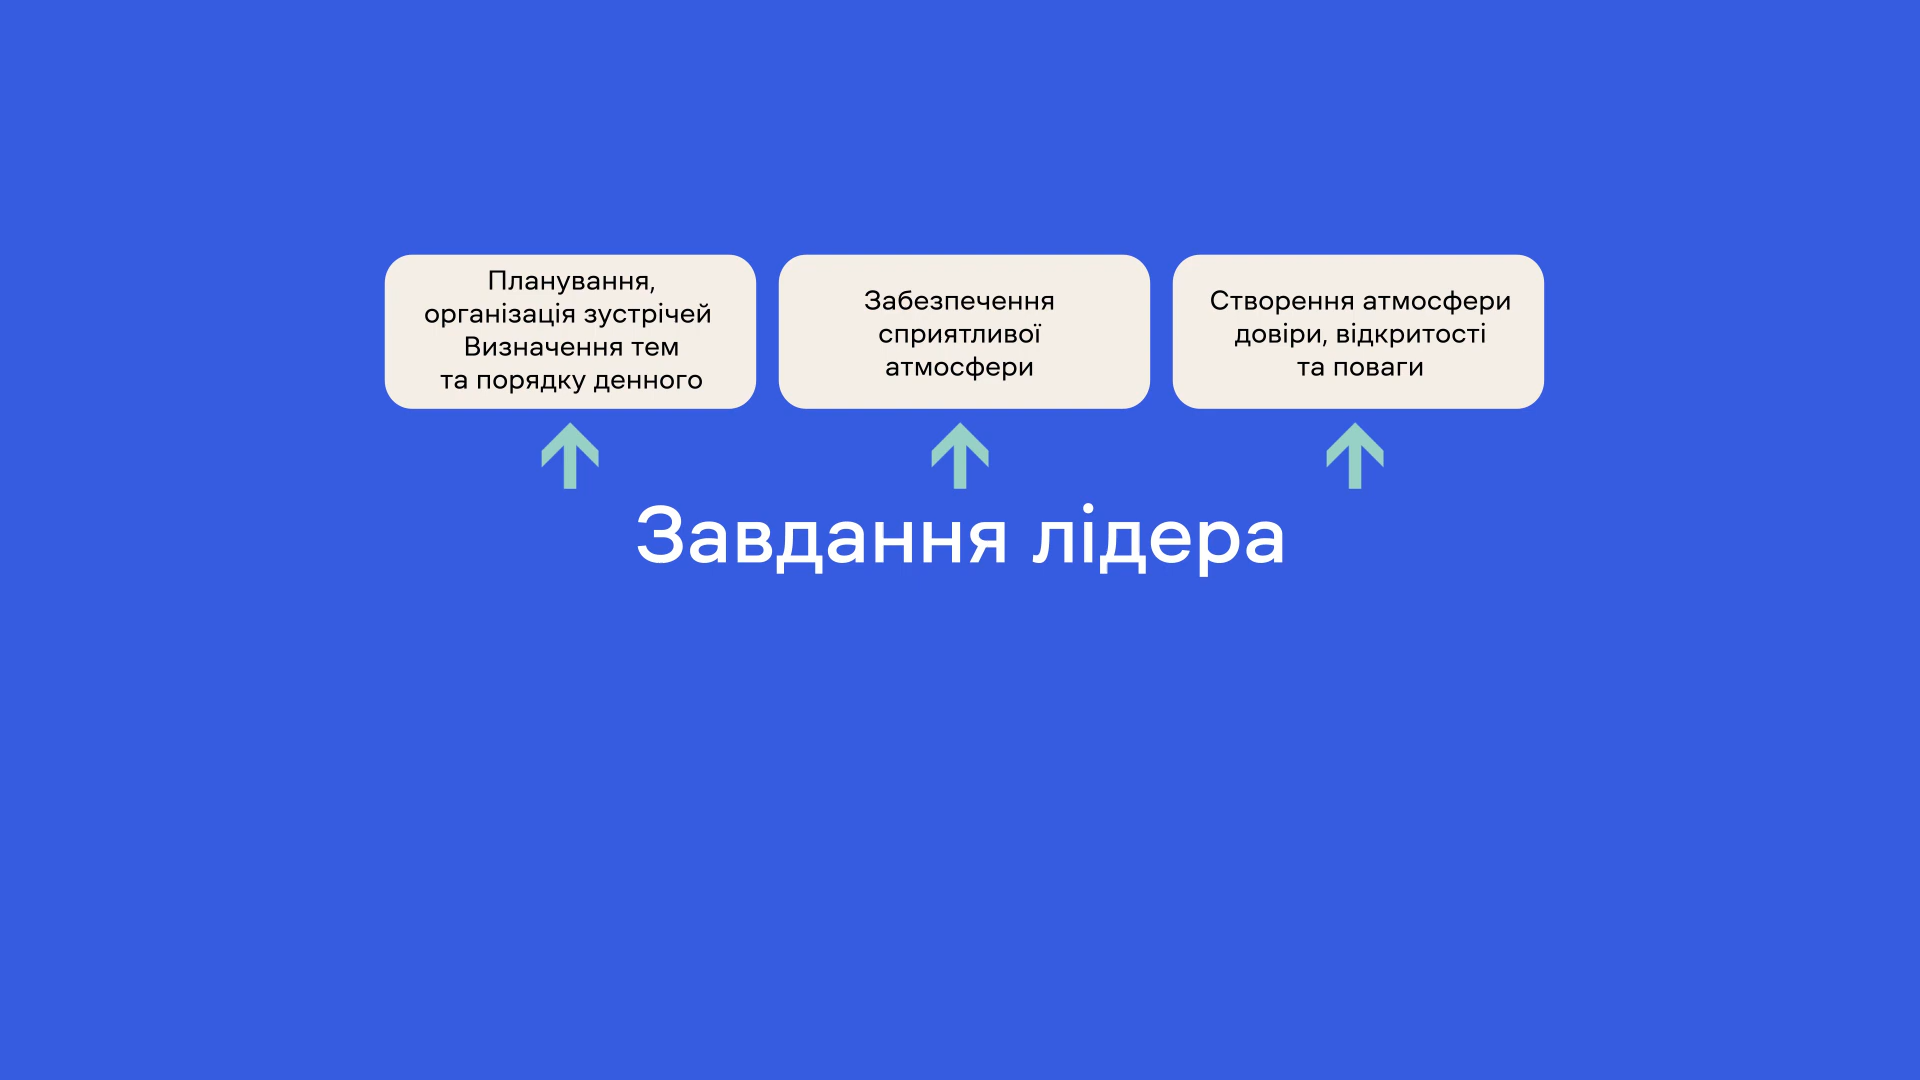 Планування,
організація зустрічей
Визначення тем
та порядку денного
Забезпечення
сприятливої
атмосфери
Створення атмосфери
довіри, відкритості
та поваги
Завдання лідера